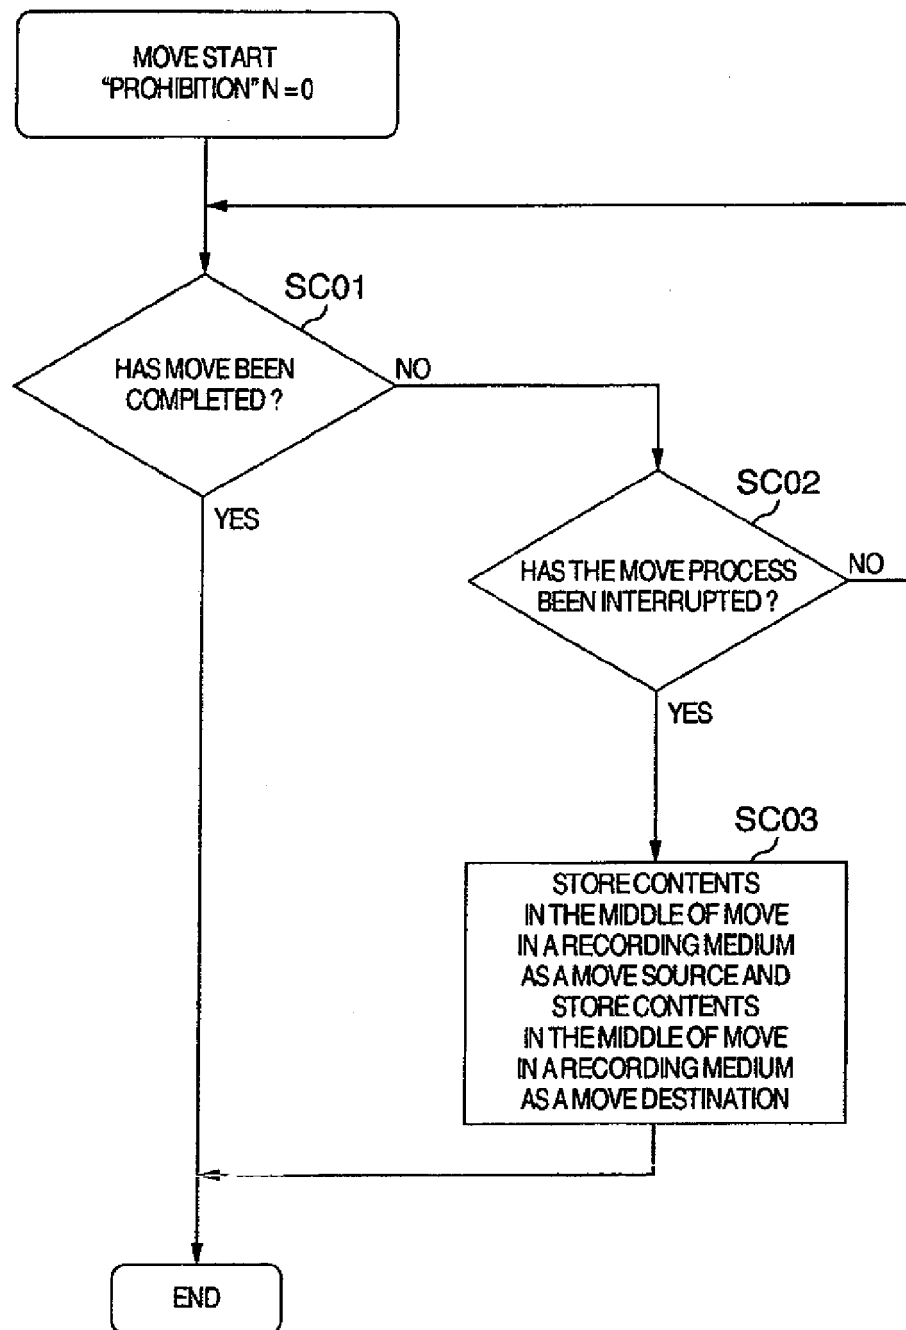 MOVE START
"PROHIBITION" N = 0
SC01
HAS MOVE BEEN
COMPLETED ?
NO
YES
SC02
HAS THE MOVE PROCESS
BEEN INTERRUPTED ?
NO
YES
SC03
STORE CONTENTS
IN THE MIDDLE OF MOVE
IN A RECORDING MEDIUM
AS A MOVE SOURCE AND
STORE CONTENTS
IN THE MIDDLE OF MOVE
IN A RECORDING MEDIUM
AS A MOVE DESTINATION
END